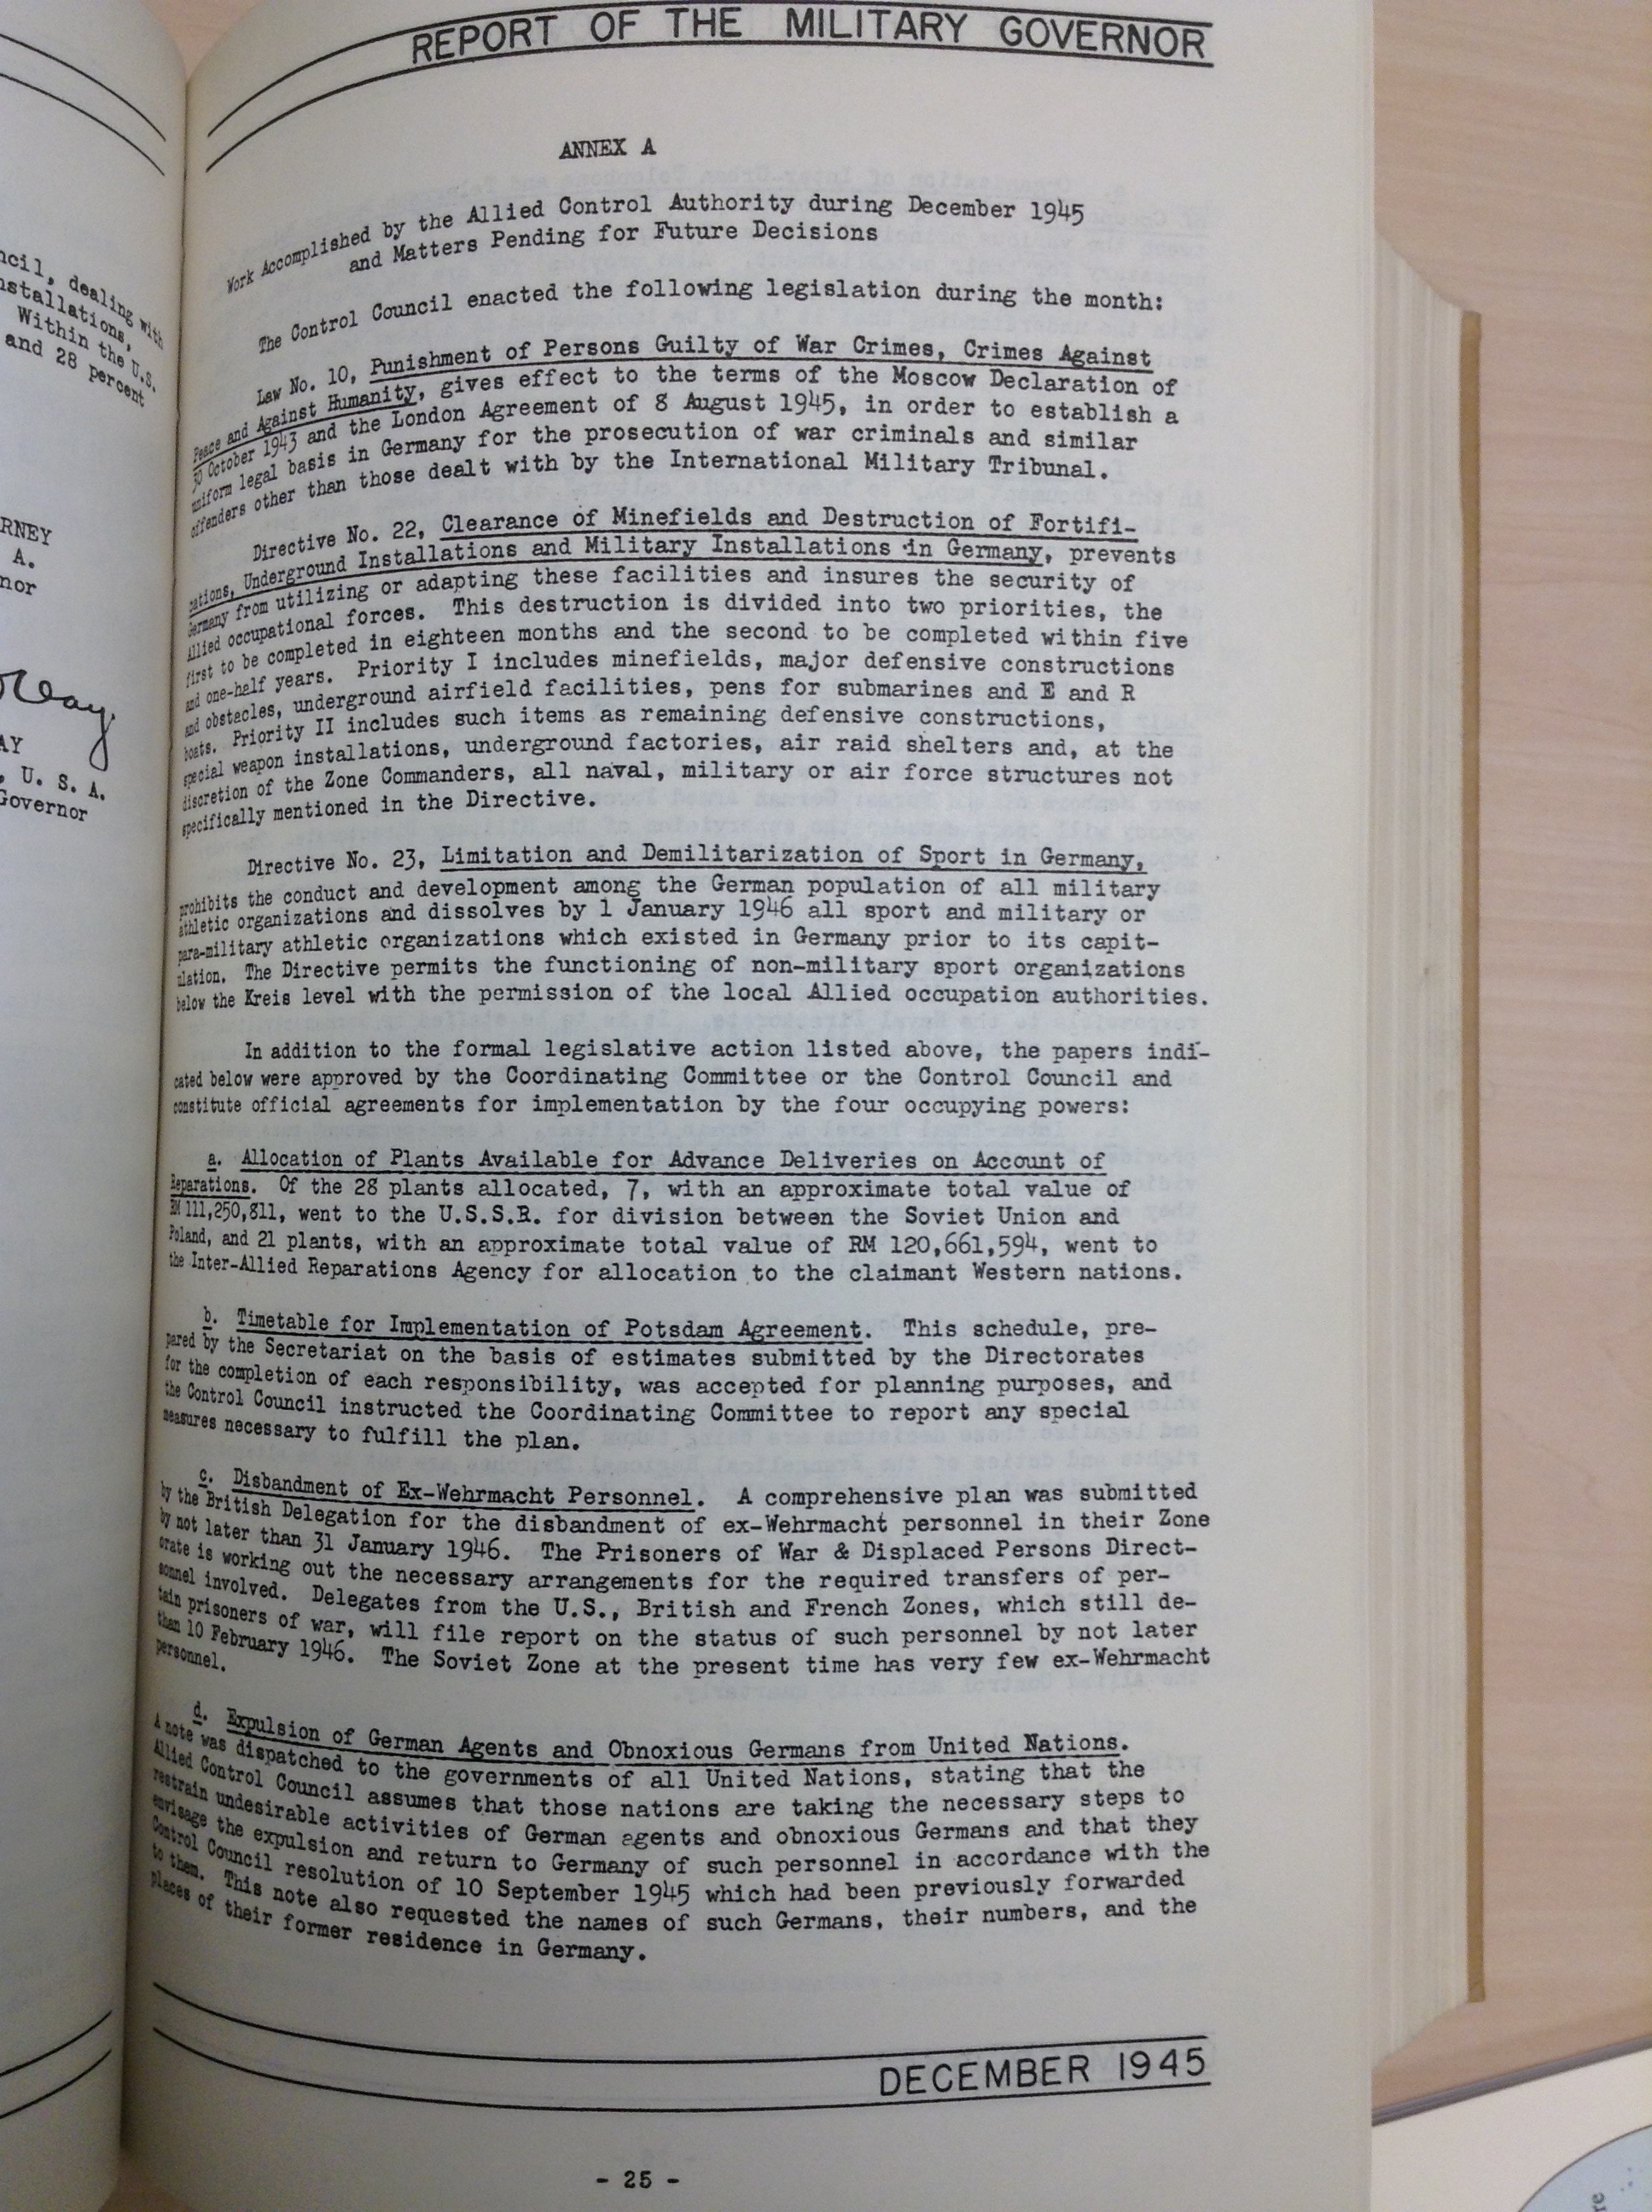 REPORT OF THE MILITARY GOVERNOR
ANNEX A
Work Accomplished by the Allied Control Authority during December 1945
and Matters Pending for Future Decisions
The Control Council enacted the following legislation during the month:
Law No. 10, Punishment of Persons Guilty of War Crimes, Crimes Against
Peace and Against Humanity, gives effect to the terms of the Moscow Declaration of
30 October 1943 and the London Agreement of 8 August 1945, in order to establish a
uniform legal basis in Germany for the prosecution of war criminals and similar
offenders other than those dealt with by the International Military Tribunal.
Directive No. 22, Clearance of Minefields and Destruction of Fortifi-
cations, Underground Installations and Military Installations in Germany, prevents
Germany from utilizing or adapting these facilities and insures the security of
Allied occupational forces. This destruction is divided into two priorities, the
first to be completed in eighteen months and the second to be completed within five
and one-half years. Priority I includes minefields, major defensive constructions
and obstacles, underground airfield facilities, pens for submarines and E and R
boats. Priority II includes such items as remaining defensive constructions,
special weapon installations, underground factories, air raid shelters and, at the
discretion of the Zone Commanders, all naval, military or air force structures not
specifically mentioned in the Directive.
Directive No. 23, Limitation and Demilitarization of Sport in Germany,
prohibits the conduct and development among the German population of all military
athletic organizations and dissolves by 1 January 1946 all sport and military or
para-military athletic organizations which existed in Germany prior to its capit-
ulation. The Directive permits the functioning of non-military sport organizations
below the Kreis level with the permission of the local Allied occupation authorities.
In addition to the formal legislative action listed above, the papers indi-
cated below were approved by the Coordinating Committee or the Control Council and
constitute official agreements for implementation by the four occupying powers:
a. Allocation of Plants Available for Advance Deliveries on Account of
Reparations. Of the 28 plants allocated, 7, with an approximate total value of
RM 111,250,811, went to the U.S.S.R. for division between the Soviet Union and
Poland, and 21 plants, with an approximate total value of RM 120,661,594, went to
the Inter-Allied Reparations Agency for allocation to the claimant Western nations.
b. Timetable for Implementation of Potsdam Agreement. This schedule, pre-
pared by the Secretariat on the basis of estimates submitted by the Directorates
for the completion of each responsibility, was accepted for planning purposes, and
the Control Council instructed the Coordinating Committee to report any special
measures necessary to fulfill the plan.
c. Disbandment of Ex-Wehrmacht Personnel. A comprehensive plan was submitted
by the British Delegation for the disbandment of ex-Wehrmacht personnel in their Zone
by not later than 31 January 1946. The Prisoners of War & Displaced Persons Direct-
orate is working out the necessary arrangements for the required transfers of per-
sonnel involved. Delegates from the U.S., British and French Zones, which still de-
tain prisoners of war, will file report on the status of such personnel by not later
than 10 February 1946. The Soviet Zone at the present time has very few ex-Wehrmacht
personnel.
d. Expulsion of German Agents and Obnoxious Germans from United Nations.
A note was dispatched to the governments of all United Nations, stating that the
Allied Control Council assumes that those nations are taking the necessary steps to
restrain undesirable activities of German agents and obnoxious Germans and that they
envisage the expulsion and return to Germany of such personnel in accordance with the
Control Council resolution of 10 September 1945 which had been previously forwarded
to them. This note also requested the names of such Germans, their numbers, and the
places of their former residence in Germany.
DECEMBER 1945
- 25 -
ncil, dealing with
nstallations,
Within the U.S.
and 28 percent
RNEY
A.
nor
Clay
AY
, U. S. A.
Governor